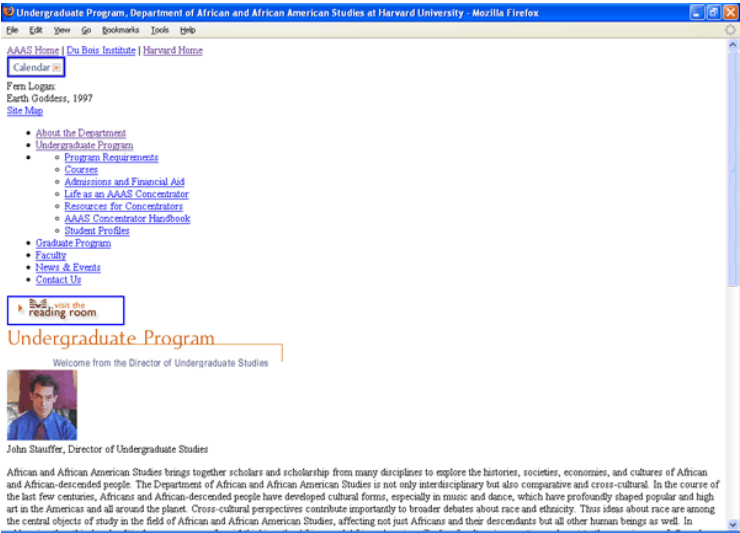 Undergraduate Program, Department of African and African American Studies at Harvard University - Mozilla Firefox
File Edit View Go Bookmarks Tools Help
AAAS Home | Du Bois Institute | Harvard Home
Calendar
Fern Logan:
Earth Goddess, 1997
Site Map
About the Department
Undergraduate Program
Program Requirements
Courses
Admissions and Financial Aid
Life as an AAAS Concentrator
Resources for Concentrators
AAAS Concentrator Handbook
Student Profiles
Graduate Program
Faculty
News & Events
Contact Us
visit the
reading room
Undergraduate Program
Welcome from the Director of Undergraduate Studies
John Stauffer, Director of Undergraduate Studies
African and African American Studies brings together scholars and scholarship from many disciplines to explore the histories, societies, economies, and cultures of African
and African-descended people. The Department of African and African American Studies is not only interdisciplinary but also comparative and cross-cultural. In the course of
the last few centuries, Africans and African-descended people have developed cultural forms, especially in music and dance, which have profoundly shaped popular and high
art in the Americas and all around the planet. Cross-cultural perspectives contribute importantly to broader debates about race and ethnicity. Thus ideas about race are among
the central objects of study in the field of African and African American Studies, affecting not just Africans and their descendants but all other human beings as well. In